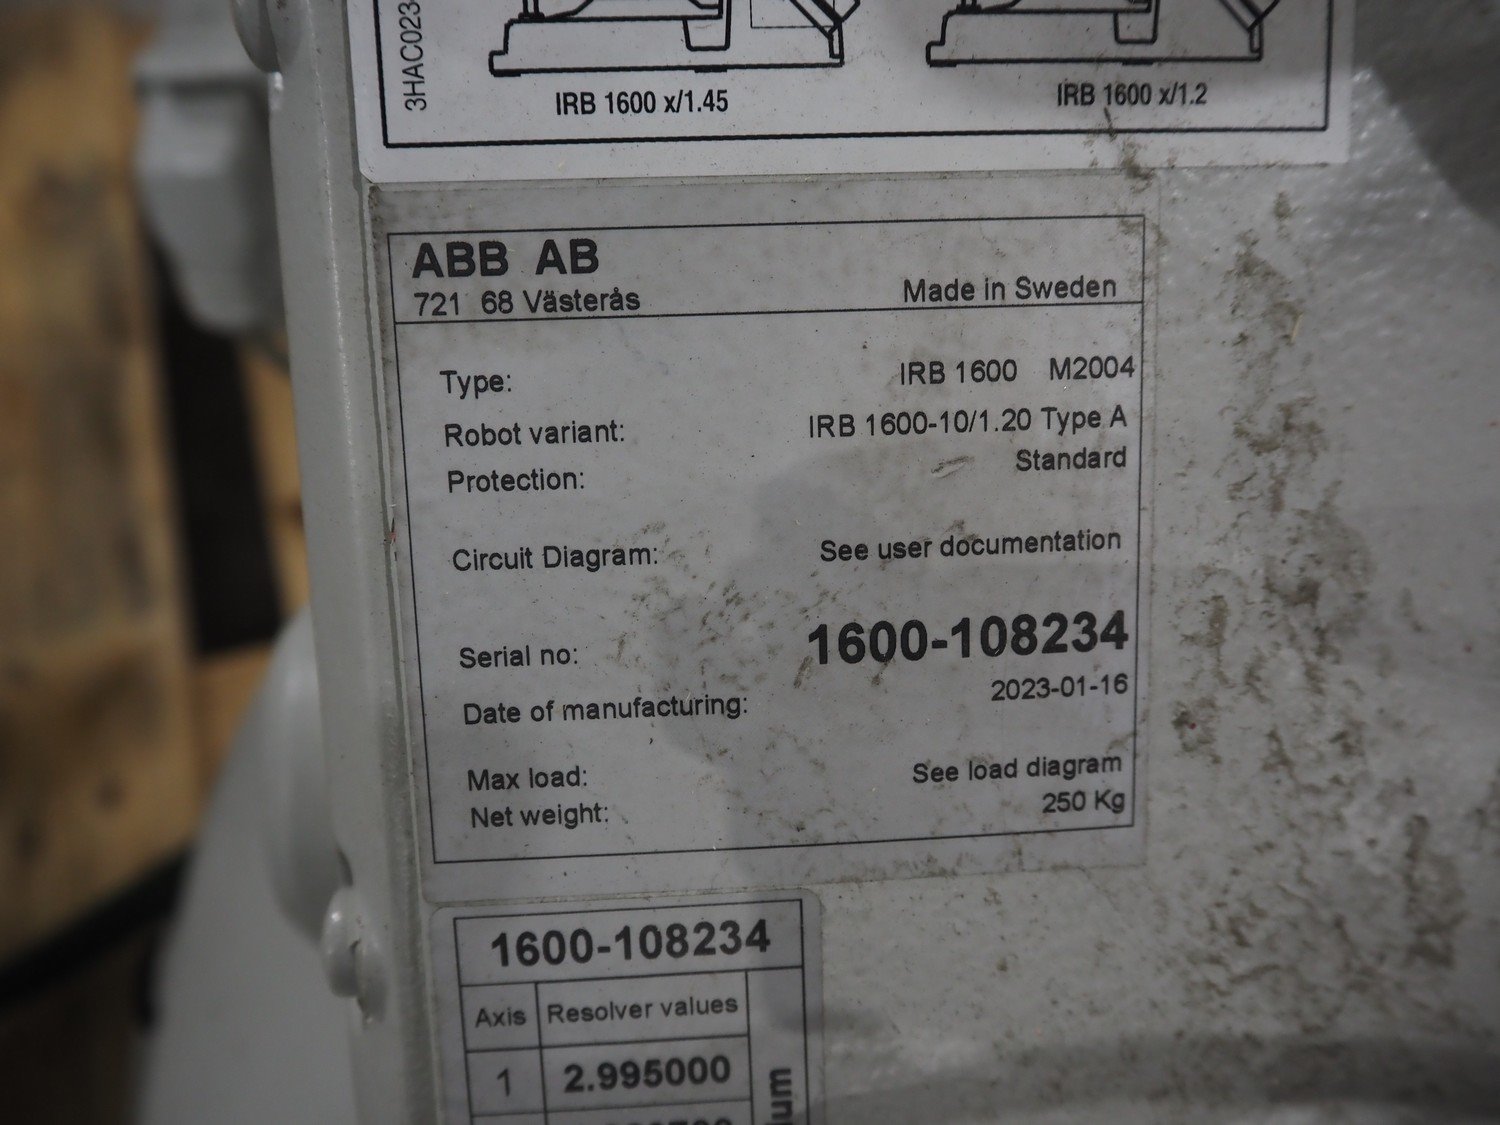 3HAC023
IRB 1600 x/1.45
IRB 1600 x/1.2
ABB AB
721 68 Västerås
Made in Sweden
Type: IRB 1600 M2004
Robot variant: IRB 1600-10/1.20 Type A
Protection: Standard
Circuit Diagram: See user documentation
Serial no: 1600-108234
Date of manufacturing: 2023-01-16
Max load: See load diagram
Net weight: 250 Kg
1600-108234
Axis Resolver values
1 2.995000